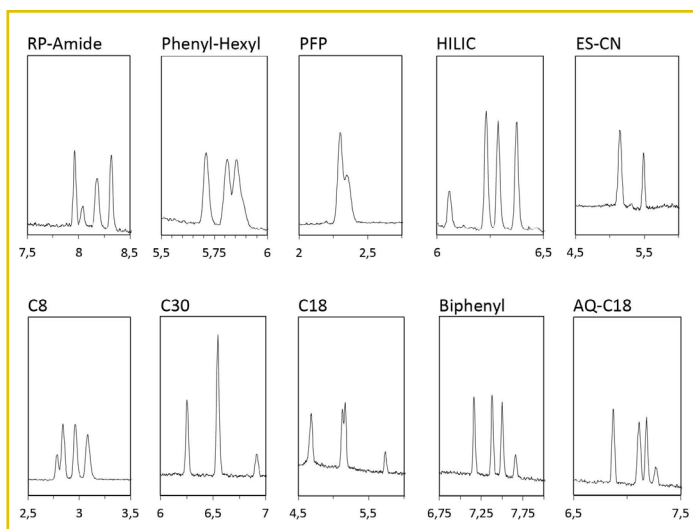 RP-Amide Phenyl-Hexyl PFP HILIC ES-CN
7,5 8 8,5 5,5 5,75 6 2 2,5 6 6,5 4,5 5,5
C8 C30 C18 Biphenyl AQ-C18
2,5 3 3,5 6 6,5 7 4,5 5,5 6,75 7,25 7,75 6,5 7,5